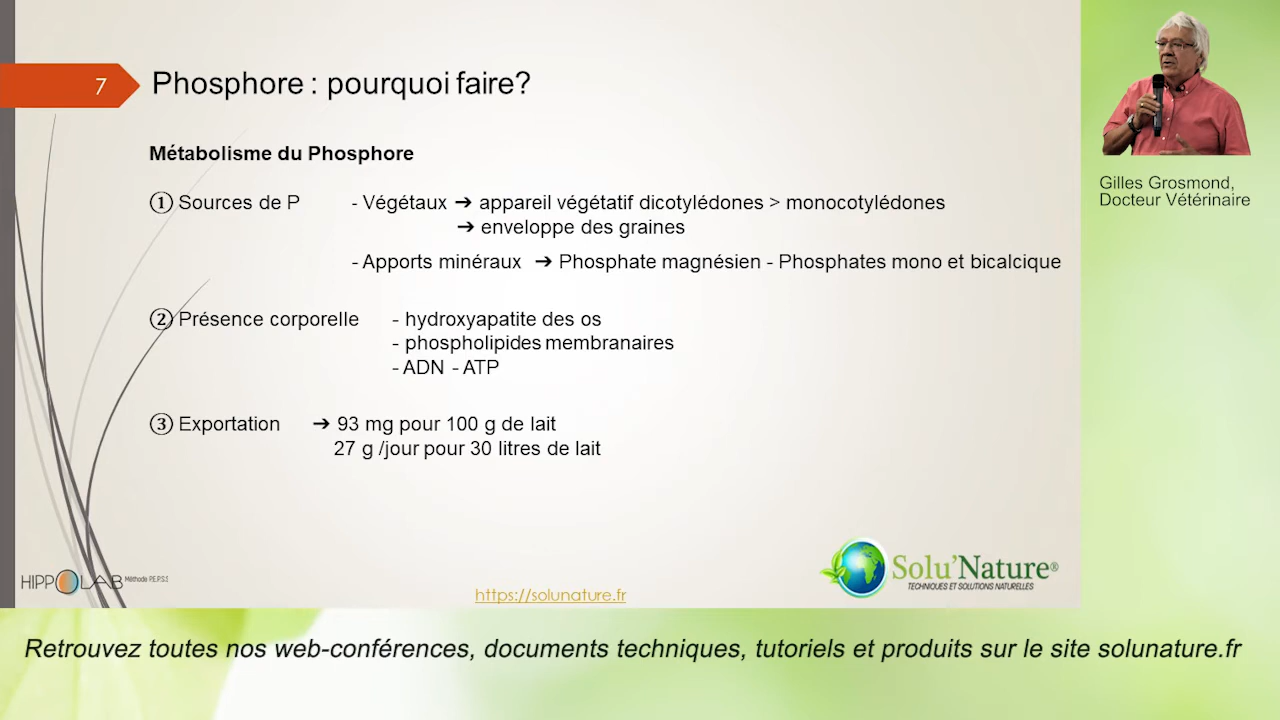 7
Phosphore : pourquoi faire?
Métabolisme du Phosphore
① Sources de P - Végétaux ➔ appareil végétatif dicotylédones > monocotylédones
➔ enveloppe des graines
- Apports minéraux ➔ Phosphate magnésien - Phosphates mono et bicalcique
② Présence corporelle - hydroxyapatite des os
- phospholipides membranaires
- ADN - ATP
③ Exportation ➔ 93 mg pour 100 g de lait
27 g /jour pour 30 litres de lait
Gilles Grosmond,
Docteur Vétérinaire
HIPPOLAB Méthode P.E.P.S.S
https://solunature.fr
Solu'Nature®
TECHNIQUES ET SOLUTIONS NATURELLES
Retrouvez toutes nos web-conférences, documents techniques, tutoriels et produits sur le site solunature.fr